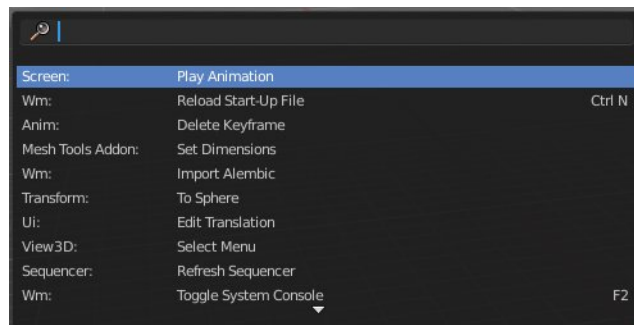 Screen: Play Animation
Wm: Reload Start-Up File Ctrl N
Anim: Delete Keyframe
Mesh Tools Addon: Set Dimensions
Wm: Import Alembic
Transform: To Sphere
Ui: Edit Translation
View3D: Select Menu
Sequencer: Refresh Sequencer
Wm: Toggle System Console F2